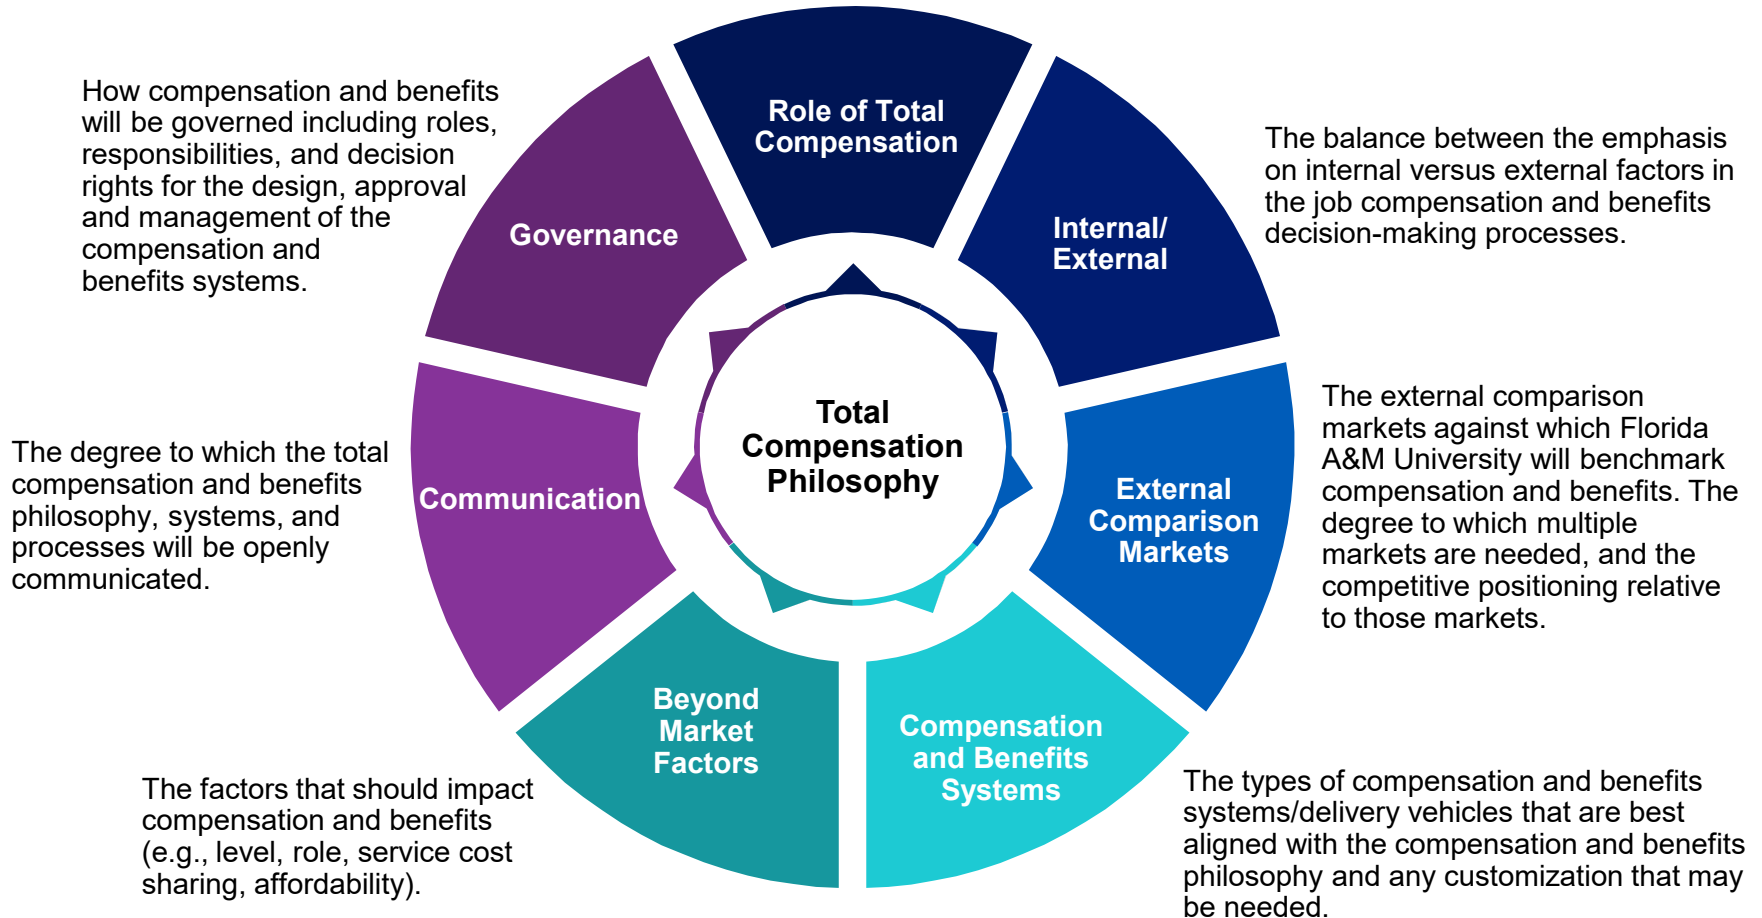 Role of Total
Compensation
Internal/
External
The balance between the emphasis
on internal versus external factors in
the job compensation and benefits
decision-making processes.
External
Comparison
Markets
The external comparison
markets against which Florida
A&M University will benchmark
compensation and benefits. The
degree to which multiple
markets are needed, and the
competitive positioning relative
to those markets.
Compensation
and Benefits
Systems
The types of compensation and benefits
systems/delivery vehicles that are best
aligned with the compensation and benefits
philosophy and any customization that may
be needed.
Beyond
Market
Factors
The factors that should impact
compensation and benefits
(e.g., level, role, service cost
sharing, affordability).
Communication
The degree to which the total
compensation and benefits
philosophy, systems, and
processes will be openly
communicated.
Governance
How compensation and benefits
will be governed including roles,
responsibilities, and decision
rights for the design, approval
and management of the
compensation and
benefits systems.
Total
Compensation
Philosophy